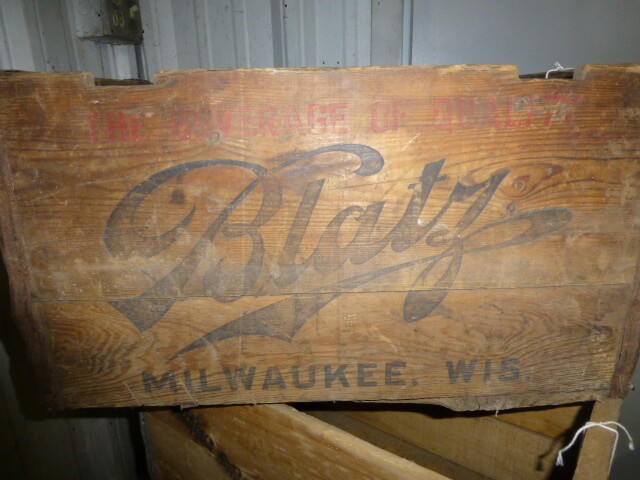 THE BEVERAGE OF QUALITY
Blatz
MILWAUKEE, WIS.